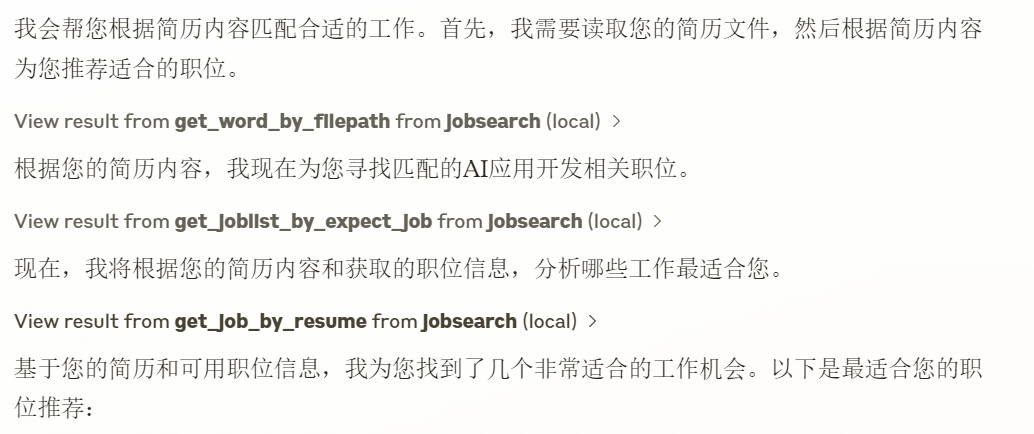 我会帮您根据简历内容匹配合适的工作。首先，我需要读取您的简历文件，然后根据简历内容
为您推荐适合的职位。
View result from get_word_by_filepath from jobsearch (local)
根据您的简历内容，我现在为您寻找匹配的AI应用开发相关职位。
View result from get_joblist_by_expect_job from jobsearch (local)
现在，我将根据您的简历内容和获取的职位信息，分析哪些工作最适合您。
View result from get_job_by_resume from jobsearch (local)
基于您的简历和可用职位信息，我为您找到了几个非常适合的工作机会。以下是最适合您的职
位推荐：